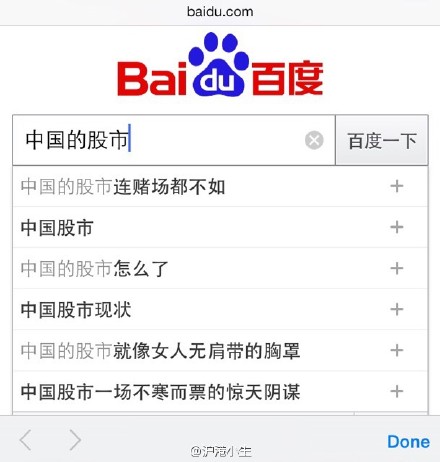 baidu.com
Bai du 百度
中国的股市
百度一下
中国的股市连赌场都不如
中国股市
中国的股市怎么了
中国股市现状
中国的股市就像女人无肩带的胸罩
中国股市一场不寒而票的惊天阴谋
Done
@沪港小生